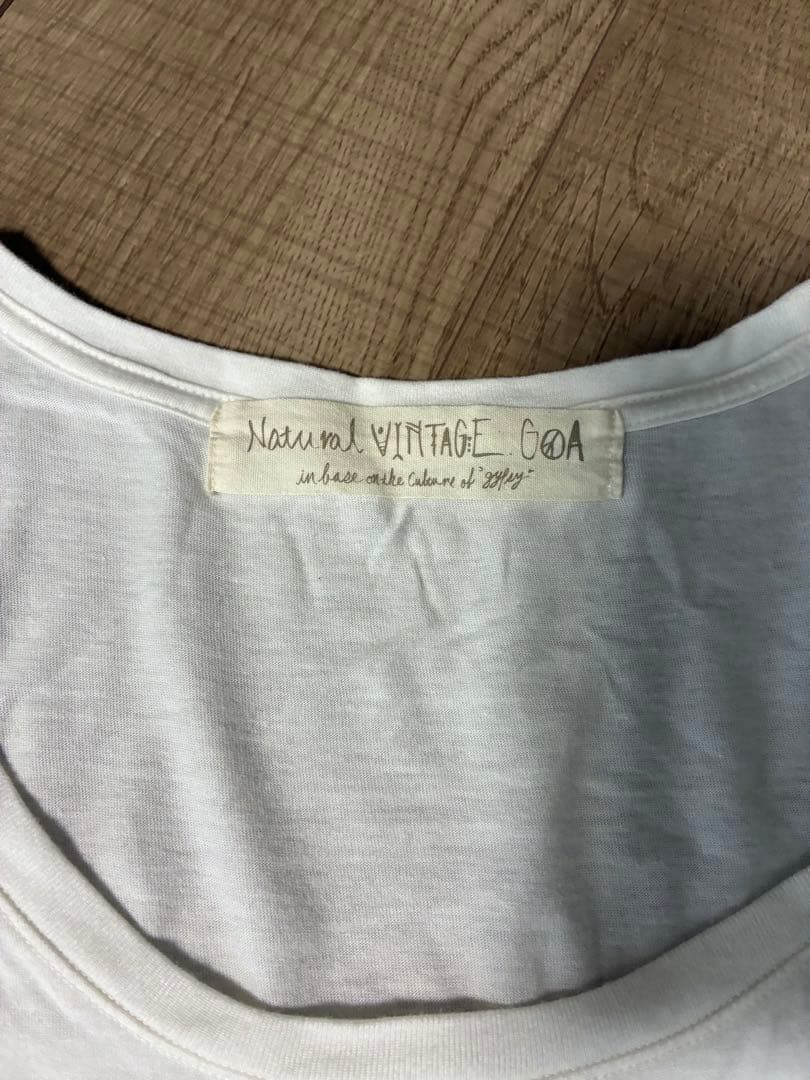 Natural VINTAGE GOA
in base on the Culture of "gypsy"